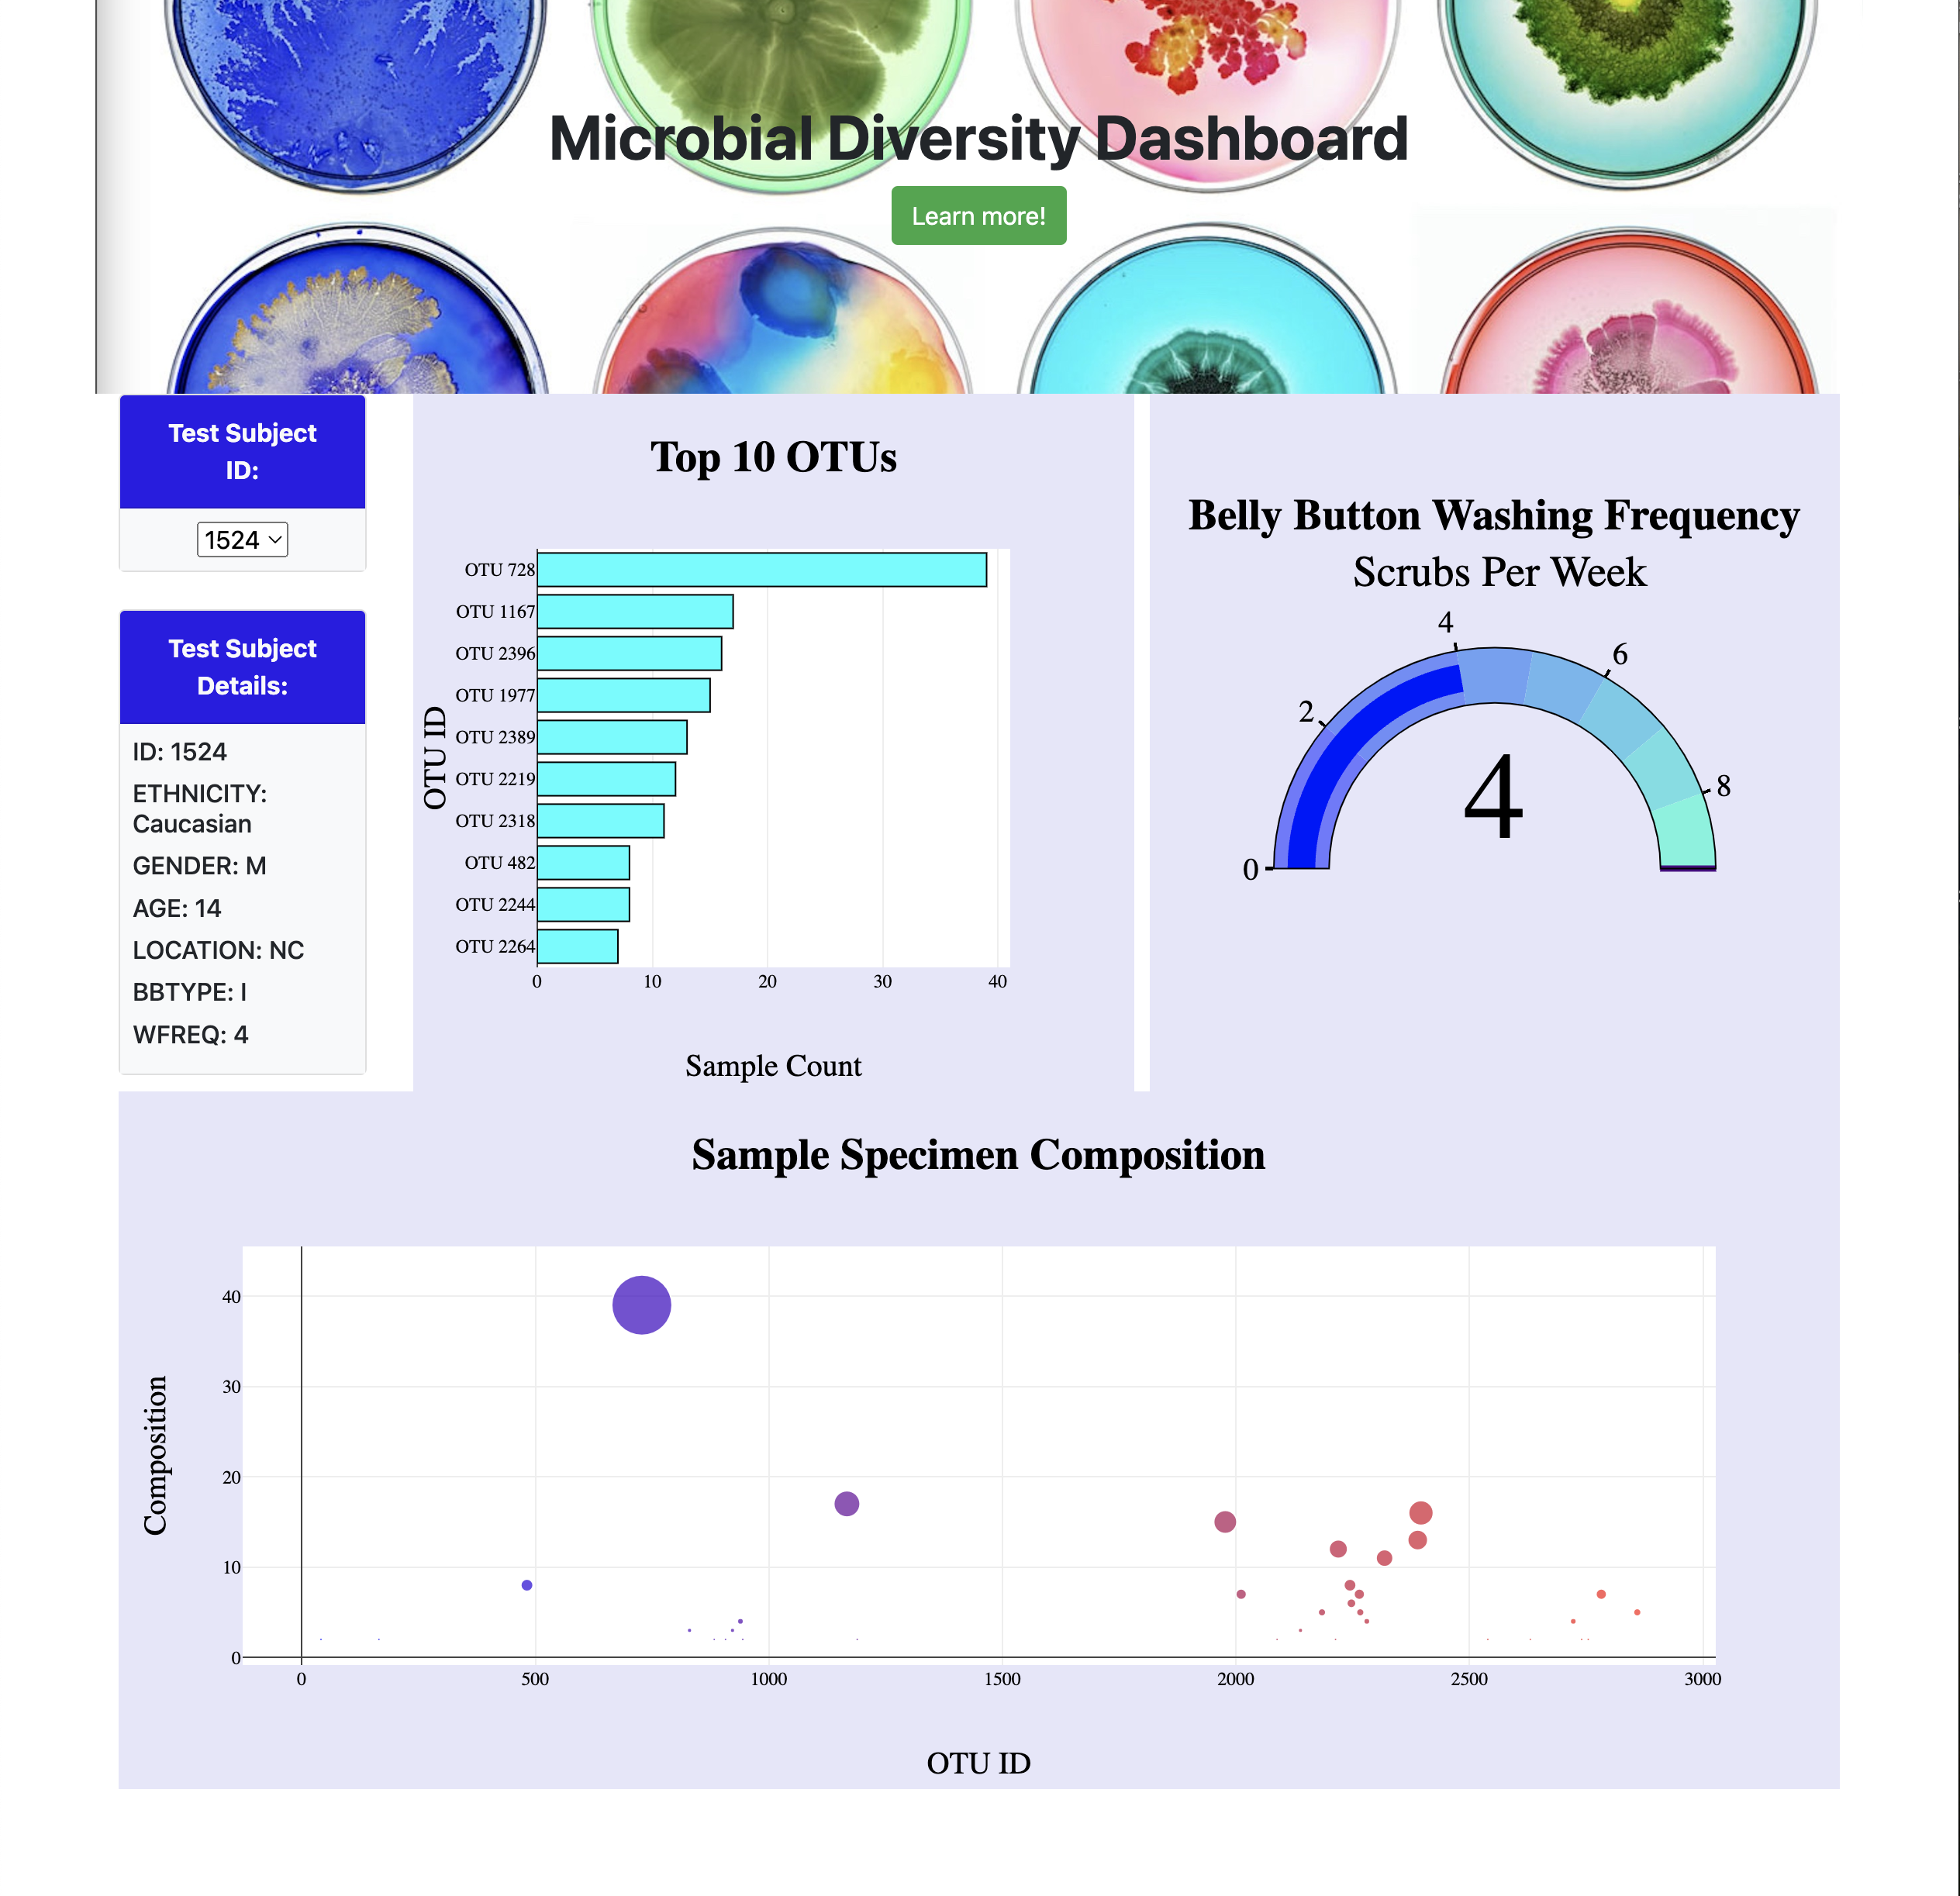 Microbial Diversity Dashboard
Learn more!
Test Subject
ID:
1524
Test Subject
Details:
ID: 1524
ETHNICITY:
Caucasian
GENDER: M
AGE: 14
LOCATION: NC
BBTYPE: I
WFREQ: 4
Top 10 OTUs
OTU ID
OTU 728
OTU 1167
OTU 2396
OTU 1977
OTU 2389
OTU 2219
OTU 2318
OTU 482
OTU 2244
OTU 2264
0 10 20 30 40
Sample Count
Belly Button Washing Frequency
Scrubs Per Week
0
2
4
6
8
4
Sample Specimen Composition
Composition
40
30
20
10
0
0 500 1000 1500 2000 2500 3000
OTU ID